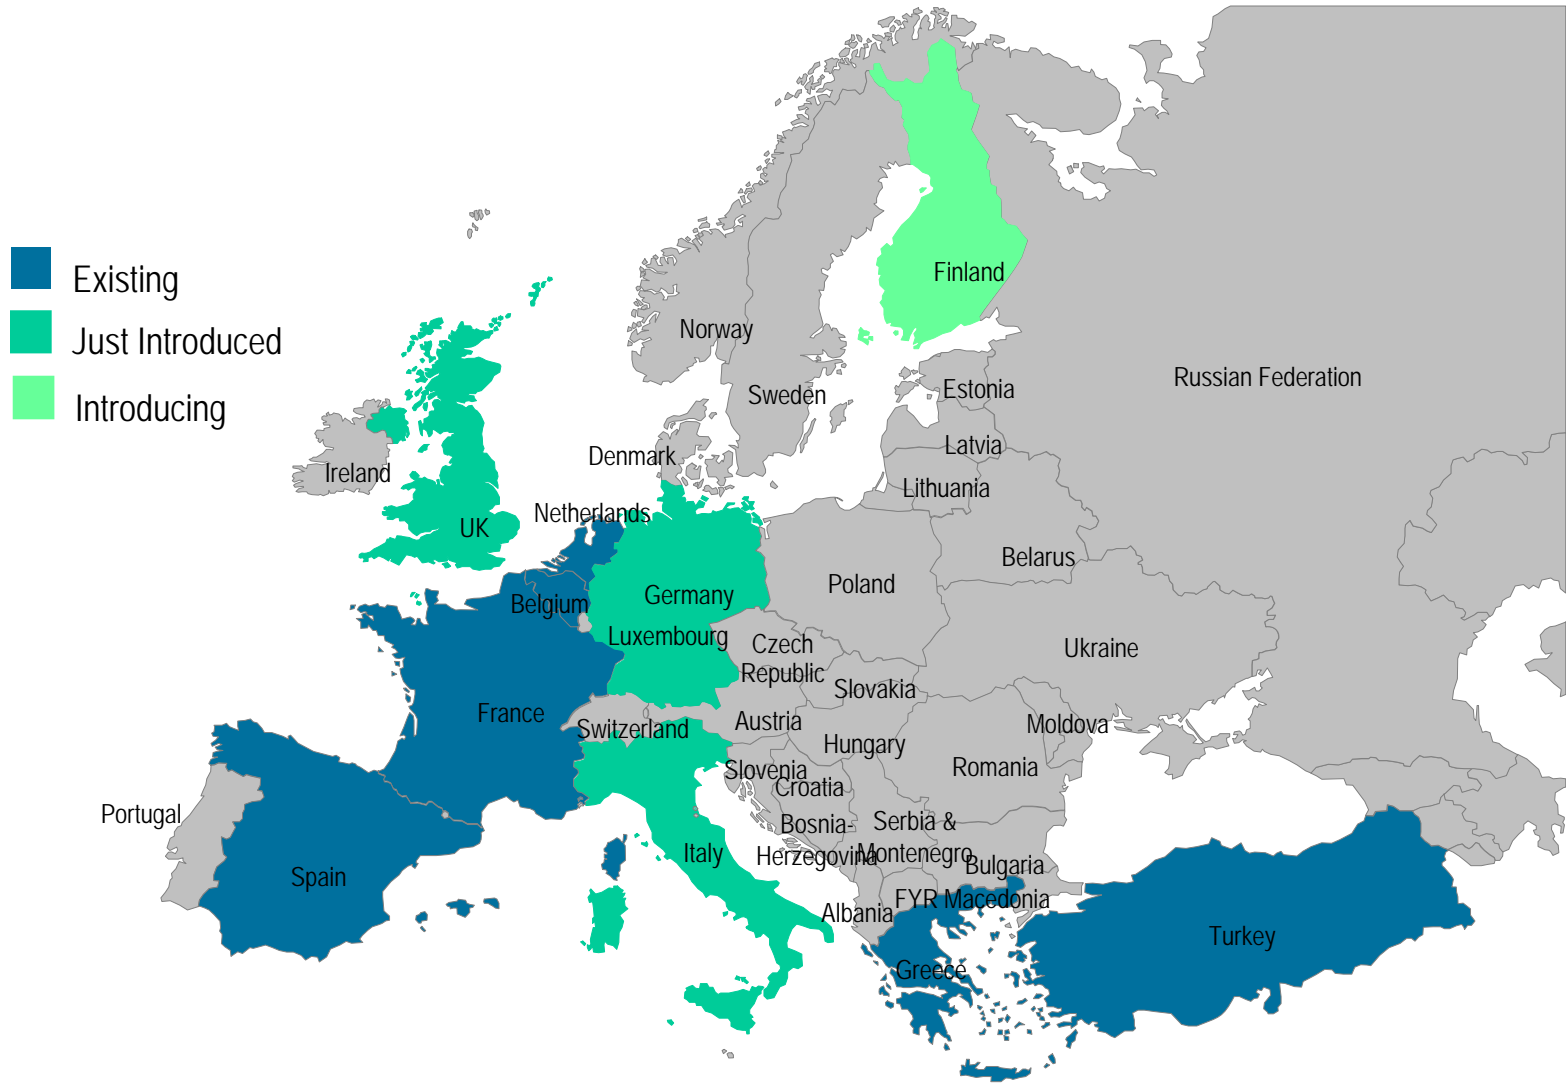 Existing
Just Introduced
Introducing
Finland
Norway
Sweden
Estonia
Russian Federation
Latvia
Denmark
Ireland
Lithuania
Netherlands
UK
Belarus
Poland
Germany
Belgium
Luxembourg
Czech
Republic
Ukraine
Slovakia
France
Austria
Switzerland
Moldova
Hungary
Slovenia
Romania
Croatia
Portugal
Bosnia-
Herzegovina
Serbia &
Montenegro
Italy
Bulgaria
Spain
FYR Macedonia
Albania
Turkey
Greece